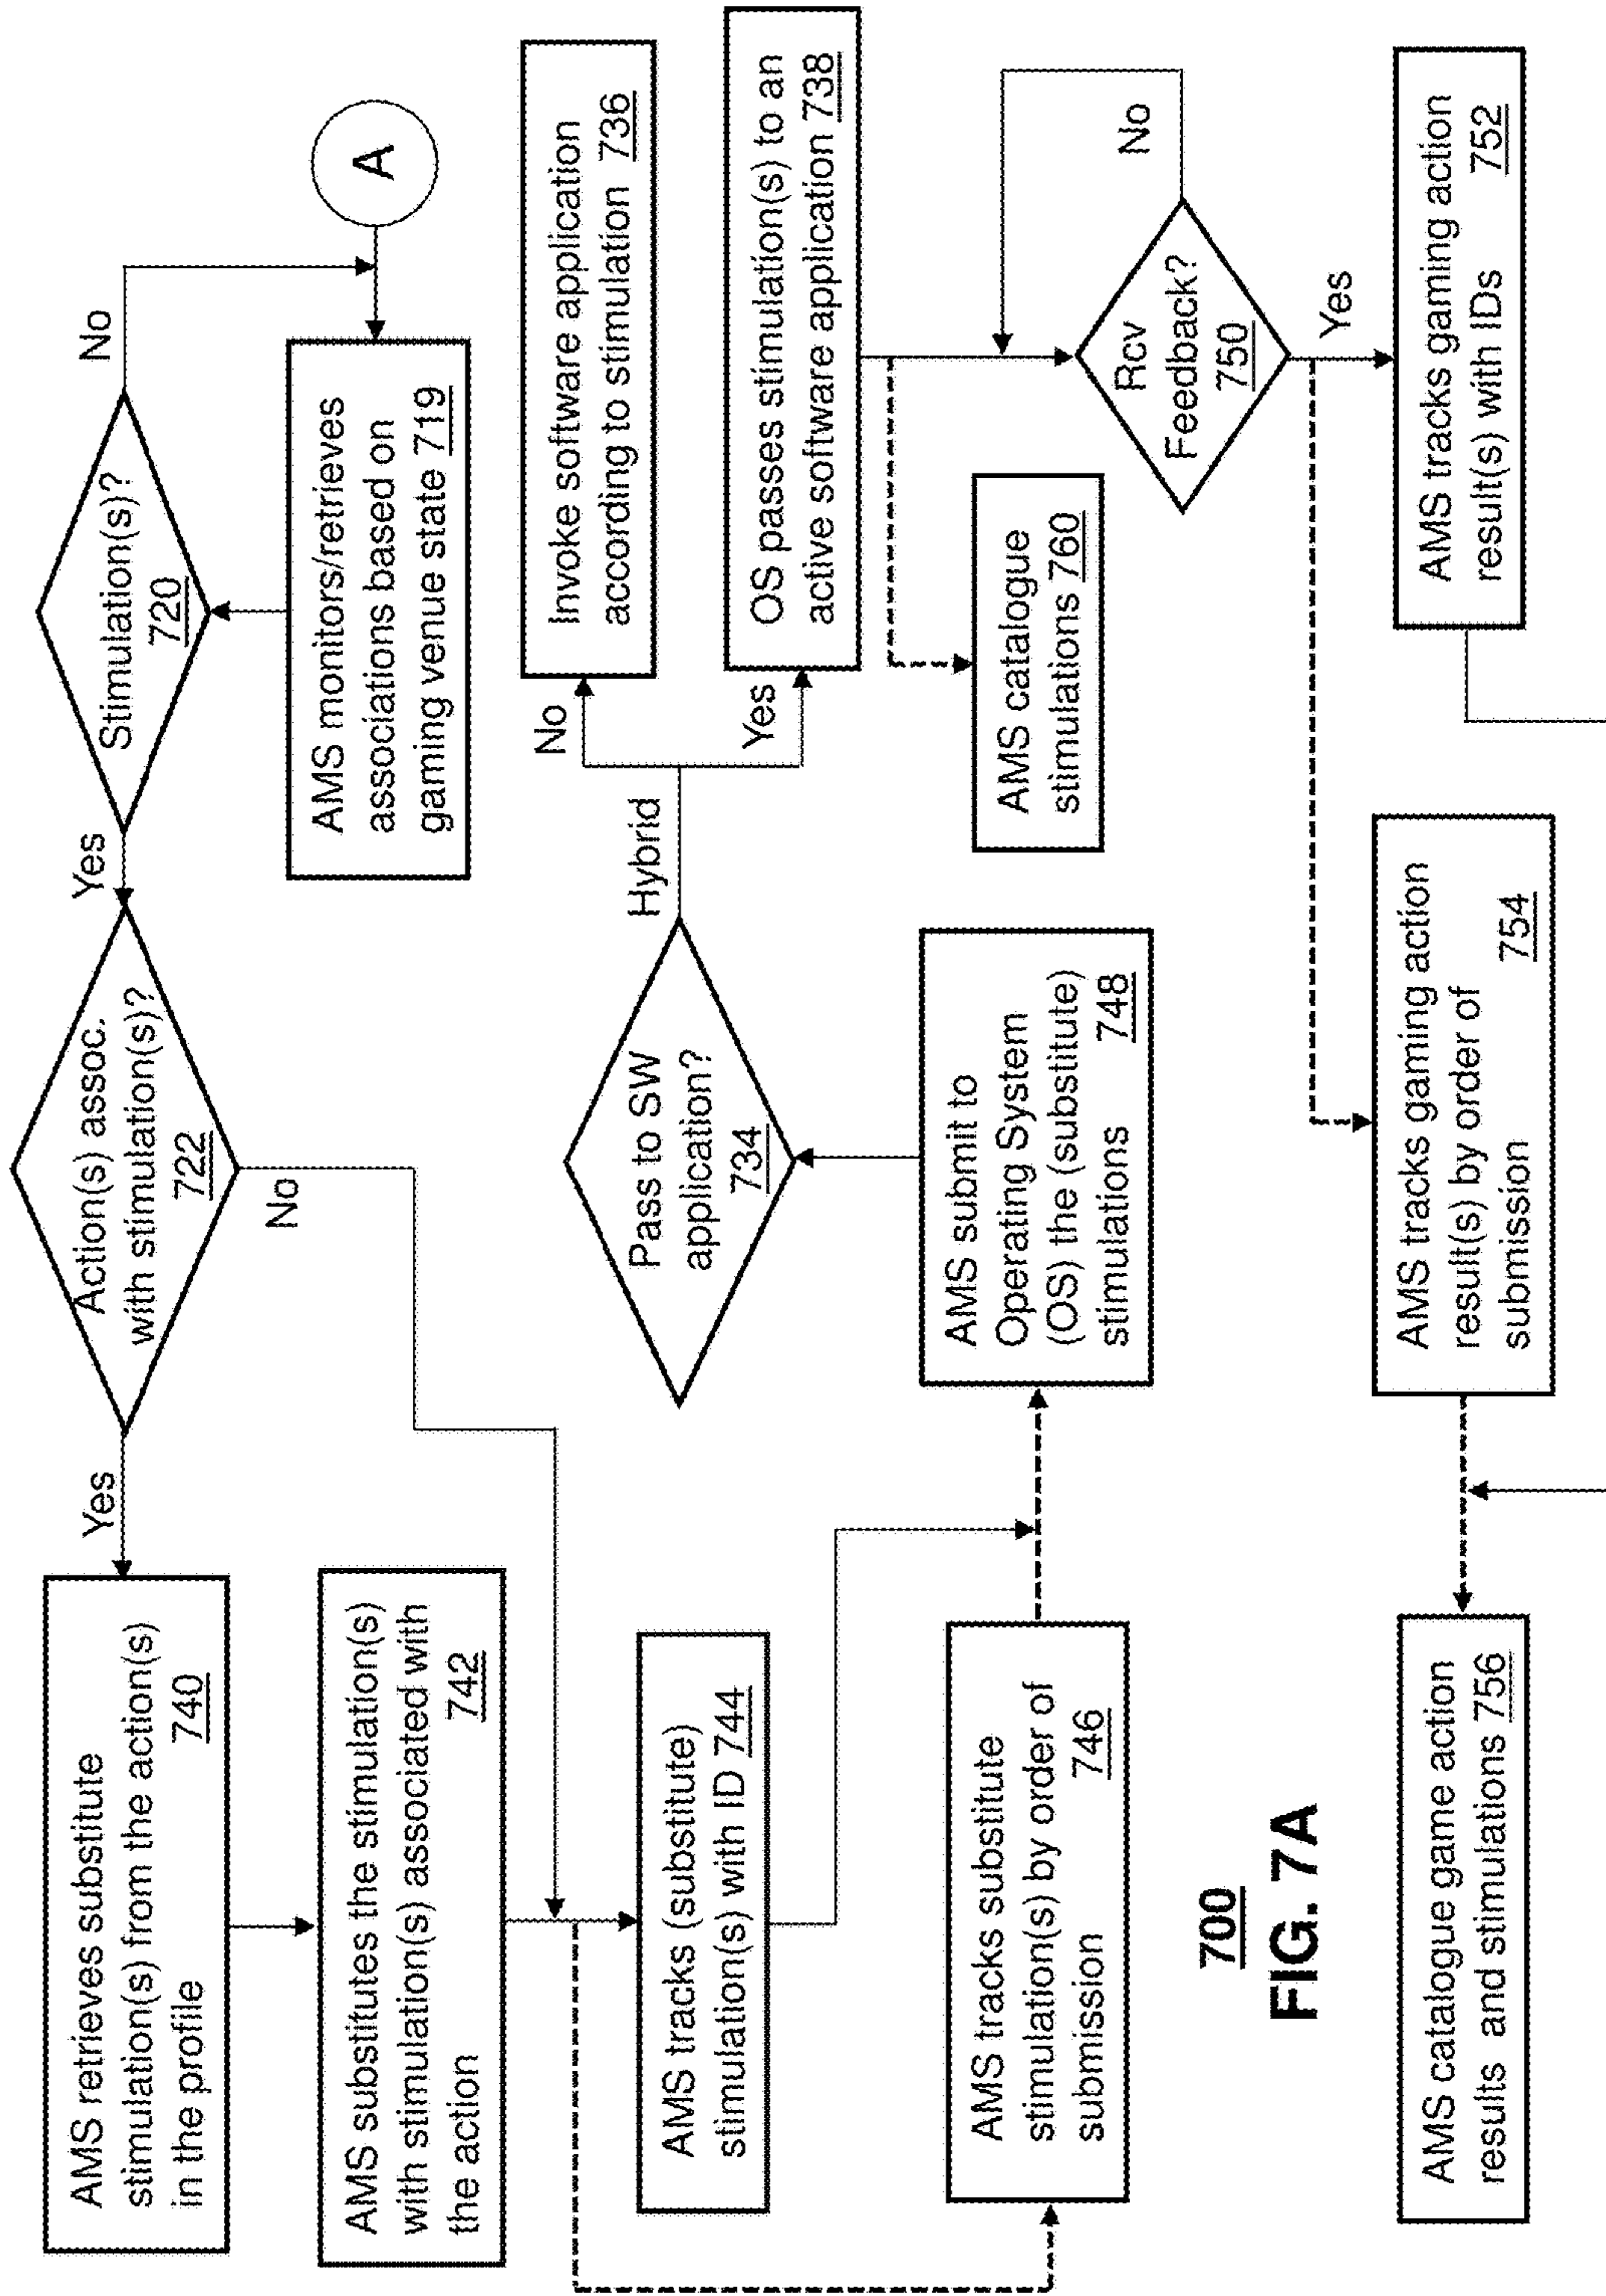 A
AMS monitors/retrieves
associations based on
gaming venue state 719
Stimulation(s)?
720
No
Yes
Action(s) assoc.
with stimulation(s)?
722
No
Yes
AMS retrieves substitute
stimulation(s) from the action(s)
in the profile
740
AMS substitutes the stimulation(s)
with stimulation(s) associated with
the action
742
AMS tracks (substitute)
stimulation(s) with ID 744
AMS tracks substitute
stimulation(s) by order of
submission
746
AMS submit to
Operating System
(OS) the (substitute)
stimulations
748
Pass to SW
application?
734
Hybrid
No
Yes
Invoke software application
according to stimulation 736
OS passes stimulation(s) to an
active software application 738
AMS catalogue
stimulations 760
Rcv
Feedback?
750
No
Yes
AMS tracks gaming action
result(s) with IDs
752
AMS tracks gaming action
result(s) by order of
submission
754
AMS catalogue game action
results and stimulations 756
700
FIG. 7A